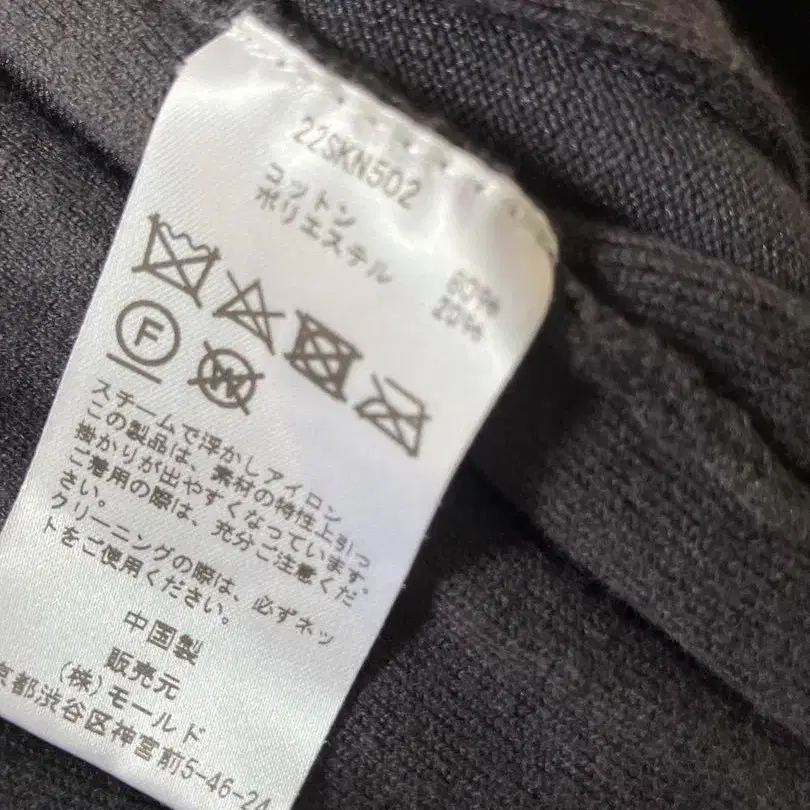 22SKN502
コットン 80%
ポリエステル 20%
F
W
スチームで浮かしアイロン
この製品は、素材の特性上引っ
掛かりが出やすくなっています。
ご着用の際は、充分ご注意くだ
さい。
クリーニングの際は、必ずネッ
トをご使用ください。
中国製
販売元
(株)モールド
京都渋谷区神宮前5-46-24